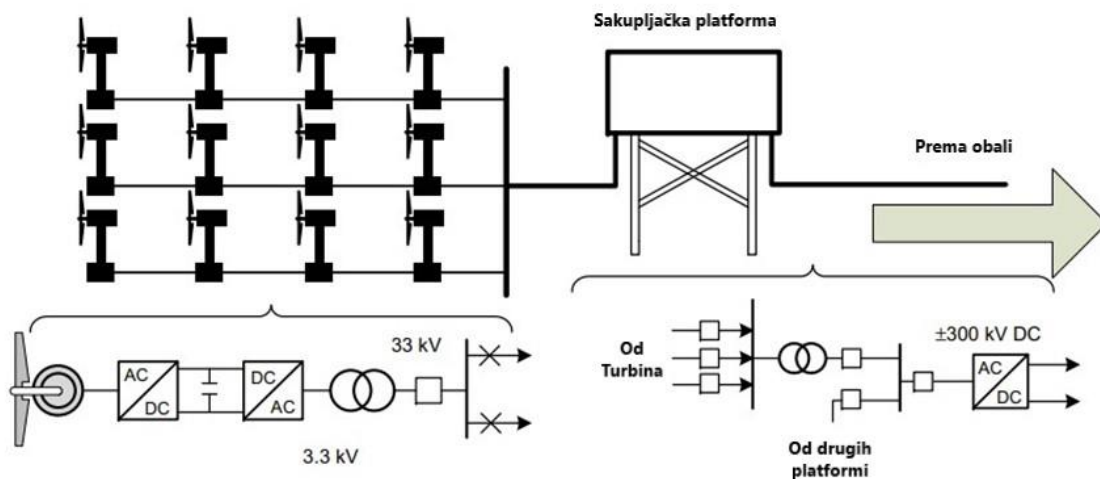 Sakupljačka platforma
Prema obali
33 kV
AC
DC
DC
AC
3.3 kV
Od
Turbina
±300 kV DC
AC
DC
Od drugih
platformi